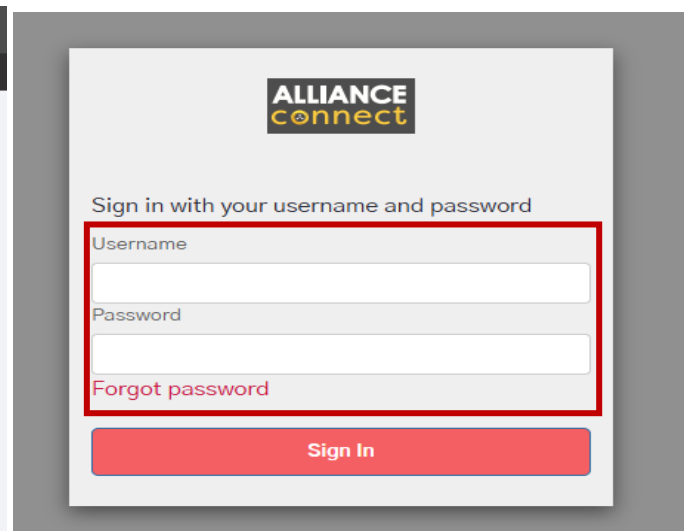 ALLIANCE
connect
Sign in with your username and password
Username
Password
Forgot password
Sign In